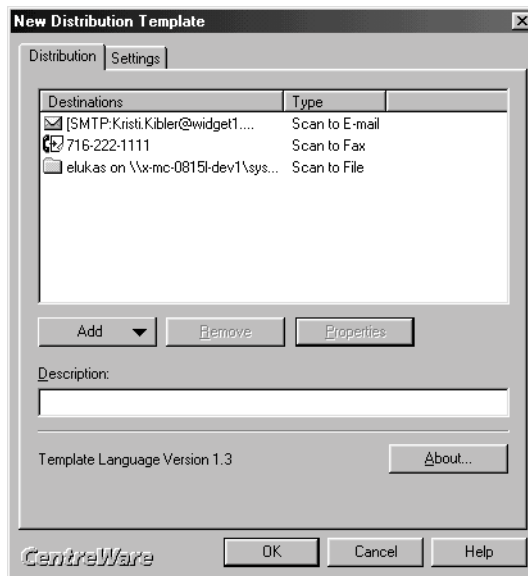 New Distribution Template
Distribution Settings
Destinations Type
[SMTP:Kristi.Kibler@widget1.... Scan to E-mail
716-222-1111 Scan to Fax
elukas on \\x-mc-0815l-dev1\sys... Scan to File
Add Remove Properties
Description:
Template Language Version 1.3 About...
CentreWare OK Cancel Help